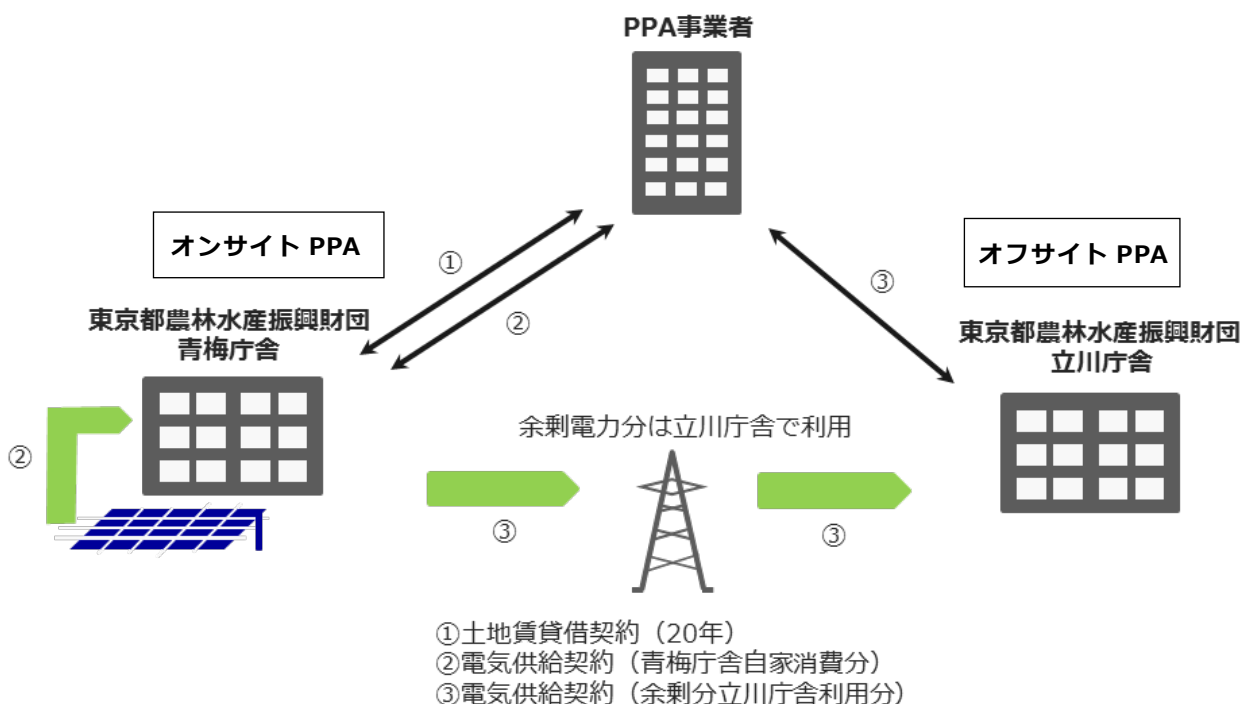 PPA事業者
オンサイト PPA
オフサイト PPA
①
②
③
東京都農林水産振興財団
青梅庁舎
東京都農林水産振興財団
立川庁舎
②
余剰電力分は立川庁舎で利用
③
③
①土地賃貸借契約（20年）
②電気供給契約（青梅庁舎自家消費分）
③電気供給契約（余剰分立川庁舎利用分）